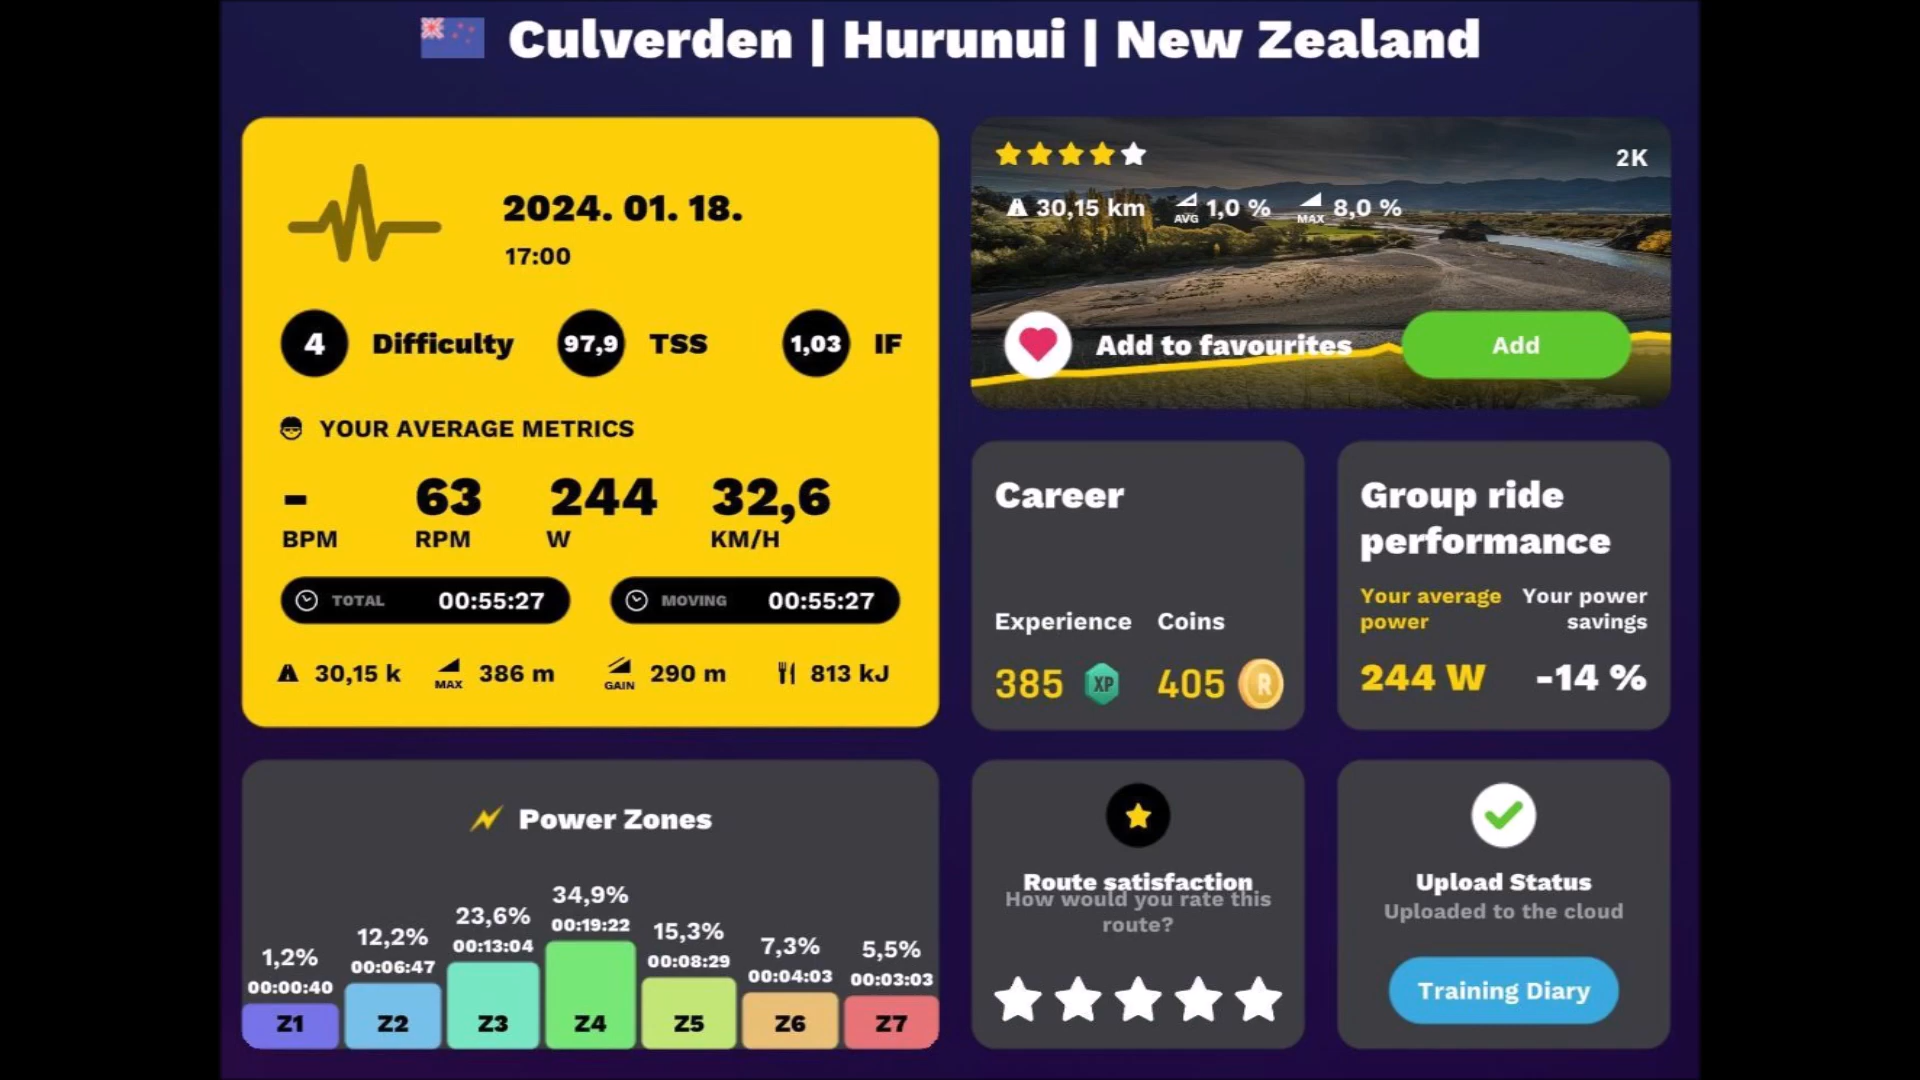 Culverden | Hurunui | New Zealand
2024. 01. 18.
17:00
4 Difficulty 97,9 TSS 1,03 IF
YOUR AVERAGE METRICS
- 63 244 32,6
BPM RPM W KM/H
TOTAL 00:55:27 MOVING 00:55:27
30,15 k MAX 386 m GAIN 290 m 813 kJ
2K
30,15 km AVG 1,0 % MAX 8,0 %
Add to favourites Add
Career
Experience Coins
385 XP 405 R
Group ride
performance
Your average
power
Your power
savings
244 W -14 %
Power Zones
1,2% 12,2% 23,6% 34,9% 15,3% 7,3% 5,5%
00:00:40 00:06:47 00:13:04 00:19:22 00:08:29 00:04:03 00:03:03
Z1 Z2 Z3 Z4 Z5 Z6 Z7
Route satisfaction
How would you rate this
route?
Upload Status
Uploaded to the cloud
Training Diary